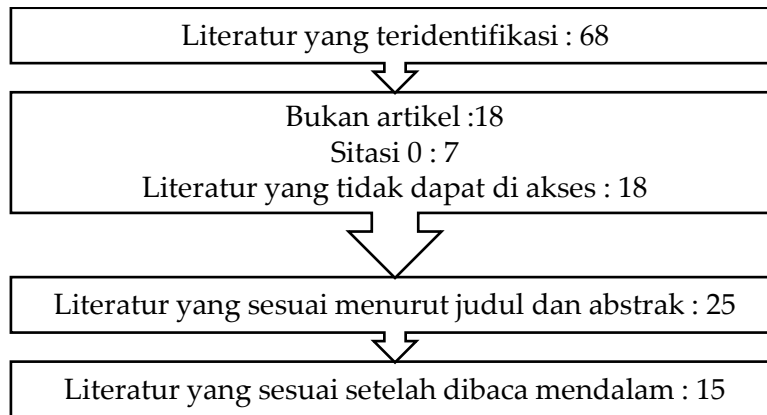 Literatur yang teridentifikasi : 68
Bukan artikel :18
Sitasi 0 : 7
Literatur yang tidak dapat di akses : 18
Literatur yang sesuai menurut judul dan abstrak : 25
Literatur yang sesuai setelah dibaca mendalam : 15